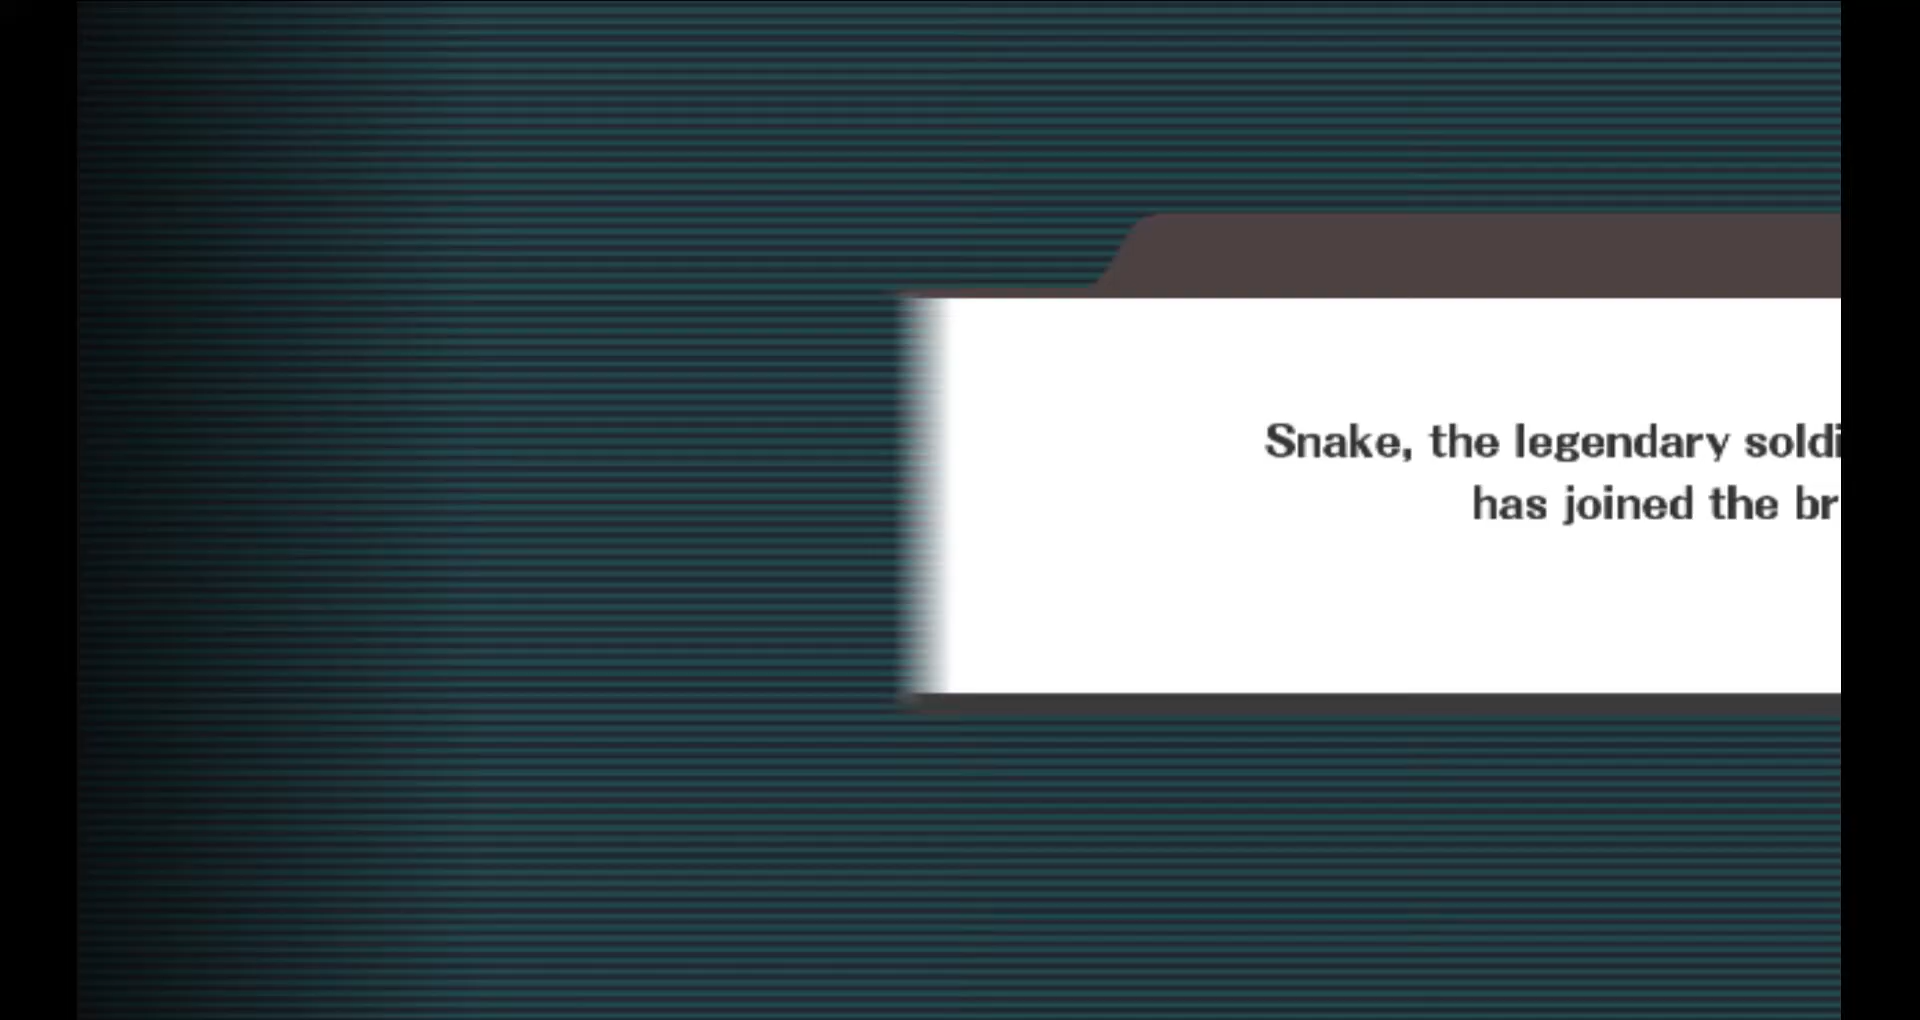 Snake, the legendary soldi
has joined the br